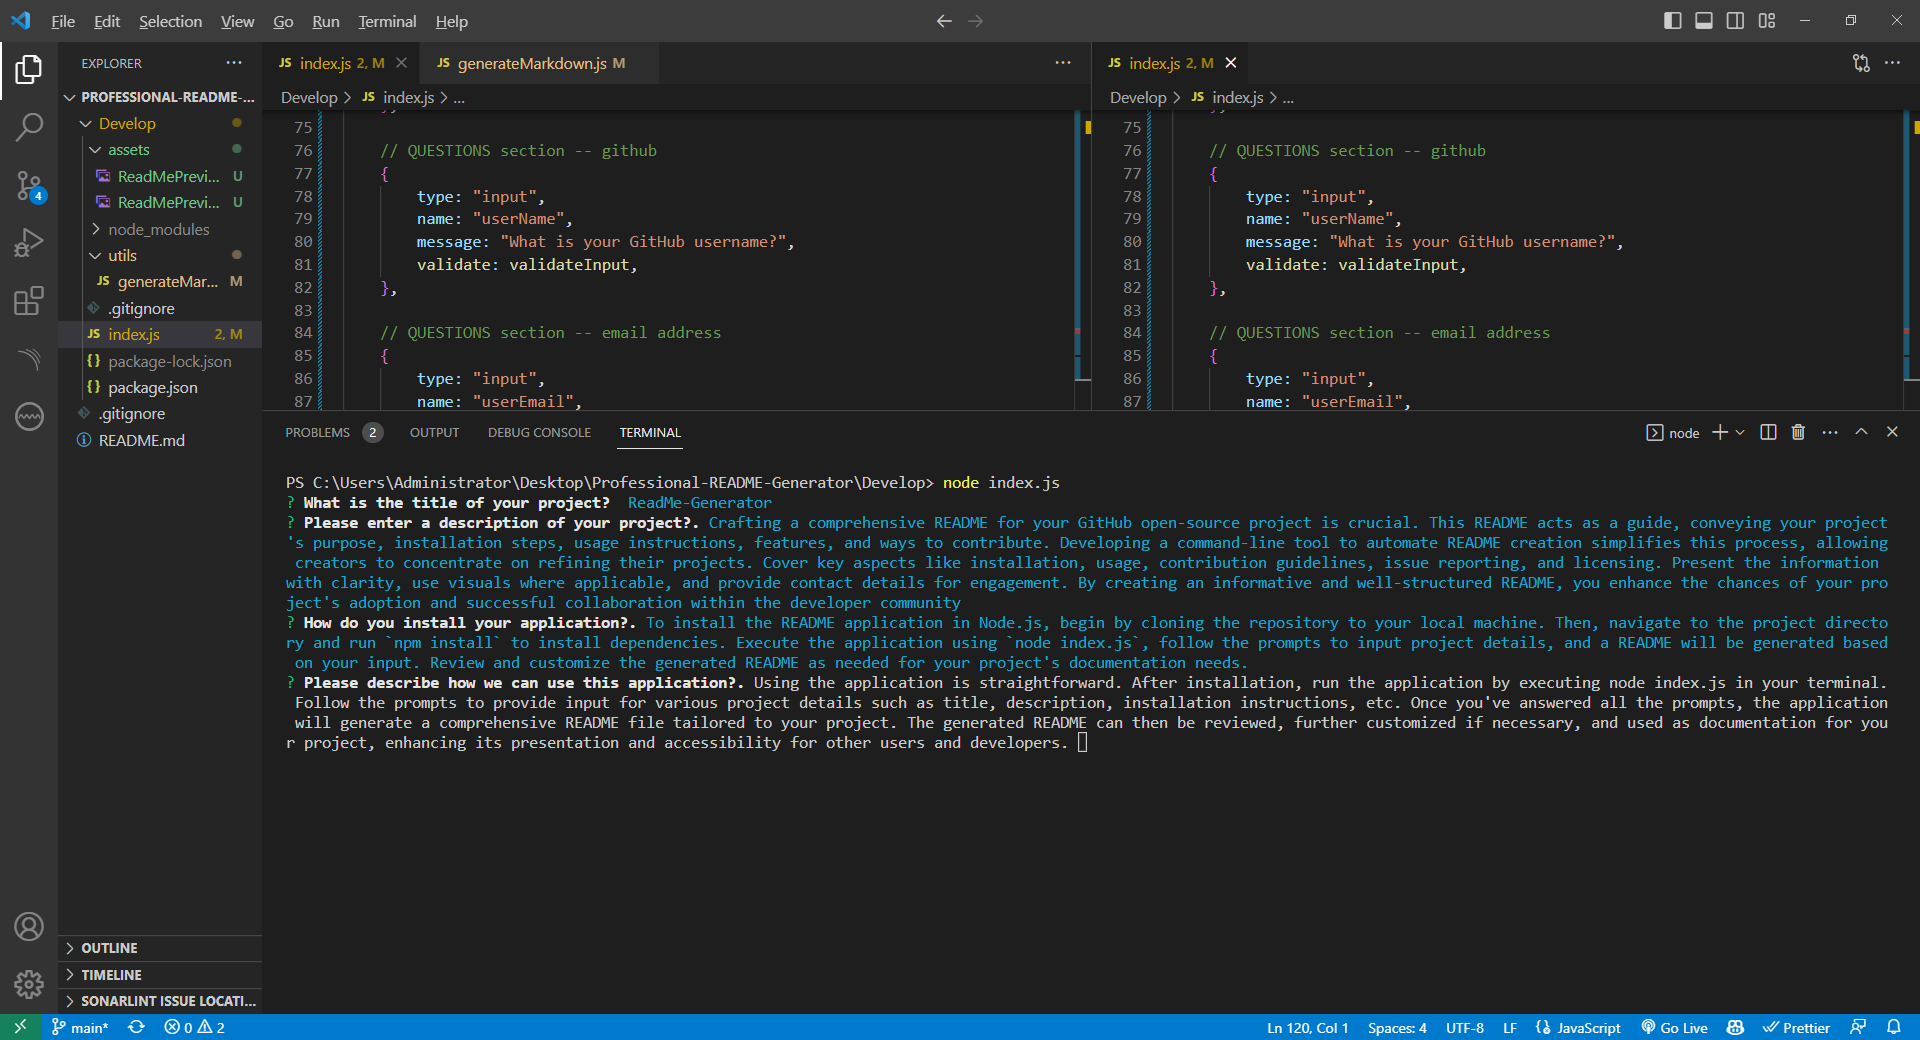 File Edit Selection View Go Run Terminal Help
EXPLORER
PROFESSIONAL-README-...
Develop
assets
ReadMePrevi... U
ReadMePrevi... U
node_modules
utils
JS generateMar... M
.gitignore
JS index.js 2, M
{} package-lock.json
{} package.json
.gitignore
README.md
OUTLINE
TIMELINE
SONARLINT ISSUE LOCATI...
4
JS index.js 2, M
JS generateMarkdown.js M
Develop > JS index.js > ...
75
76 // QUESTIONS section -- github
77 {
78 type: "input",
79 name: "userName",
80 message: "What is your GitHub username?",
81 validate: validateInput,
82 },
83
84 // QUESTIONS section -- email address
85 {
86 type: "input",
87 name: "userEmail",
JS index.js 2, M
Develop > JS index.js > ...
75
76 // QUESTIONS section -- github
77 {
78 type: "input",
79 name: "userName",
80 message: "What is your GitHub username?",
81 validate: validateInput,
82 },
83
84 // QUESTIONS section -- email address
85 {
86 type: "input",
87 name: "userEmail",
PROBLEMS 2 OUTPUT DEBUG CONSOLE TERMINAL
node
PS C:\Users\Administrator\Desktop\Professional-README-Generator\Develop> node index.js
? What is the title of your project? ReadMe-Generator
? Please enter a description of your project?. Crafting a comprehensive README for your GitHub open-source project is crucial. This README acts as a guide, conveying your project
's purpose, installation steps, usage instructions, features, and ways to contribute. Developing a command-line tool to automate README creation simplifies this process, allowing
creators to concentrate on refining their projects. Cover key aspects like installation, usage, contribution guidelines, issue reporting, and licensing. Present the information
with clarity, use visuals where applicable, and provide contact details for engagement. By creating an informative and well-structured README, you enhance the chances of your pro
ject's adoption and successful collaboration within the developer community
? How do you install your application?. To install the README application in Node.js, begin by cloning the repository to your local machine. Then, navigate to the project directo
ry and run `npm install` to install dependencies. Execute the application using `node index.js`, follow the prompts to input project details, and a README will be generated based
on your input. Review and customize the generated README as needed for your project's documentation needs.
? Please describe how we can use this application?. Using the application is straightforward. After installation, run the application by executing node index.js in your terminal.
Follow the prompts to provide input for various project details such as title, description, installation instructions, etc. Once you've answered all the prompts, the application
will generate a comprehensive README file tailored to your project. The generated README can then be reviewed, further customized if necessary, and used as documentation for you
r project, enhancing its presentation and accessibility for other users and developers.
main* 0 2 Ln 120, Col 1 Spaces: 4 UTF-8 LF {} JavaScript Go Live Prettier